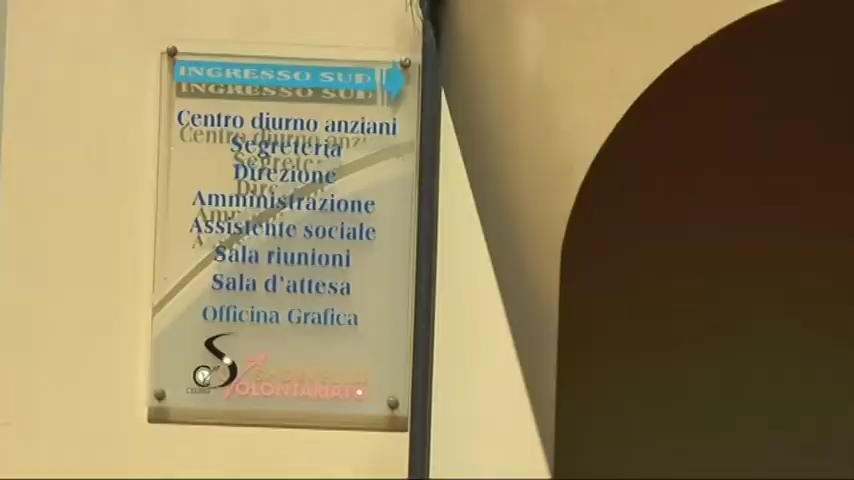 INGRESSO SUD
Centro diurno anziani
Segreteria
Direzione
Amministrazione
Assistente sociale
Sala riunioni
Sala d'attesa
Officina Grafica
VOLONTARIATO